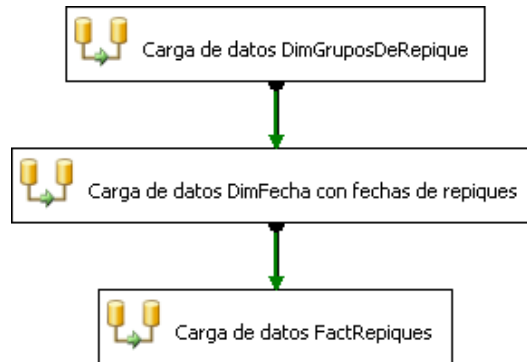 Carga de datos DimGruposDeRepique
Carga de datos DimFecha con fechas de repiques
Carga de datos FactRepiques